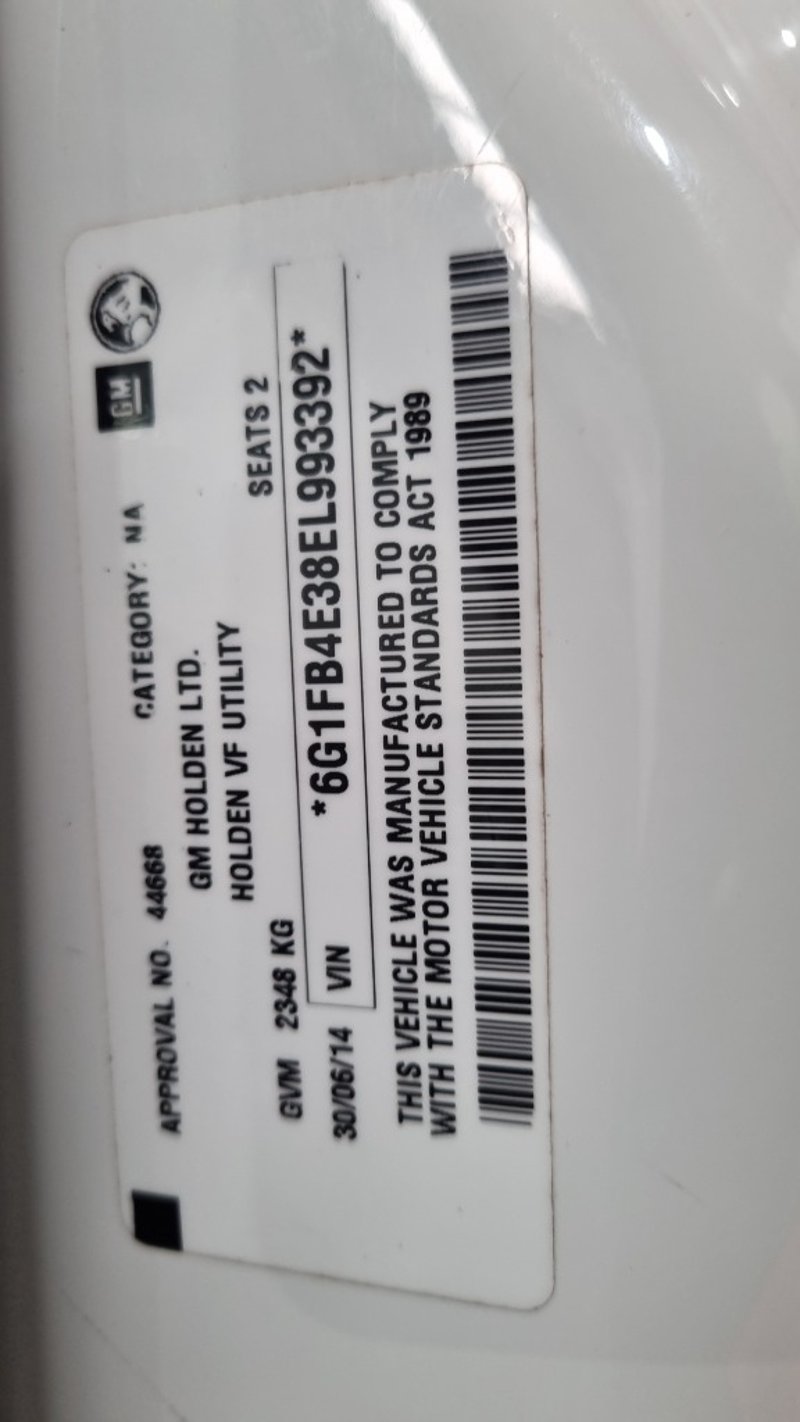 GM
APPROVAL NO. 44668 CATEGORY: NA
GM HOLDEN LTD.
HOLDEN VF UTILITY
GVM 2348 KG SEATS 2
30/06/14 VIN *6G1FB4E38EL993392*
THIS VEHICLE WAS MANUFACTURED TO COMPLY
WITH THE MOTOR VEHICLE STANDARDS ACT 1989